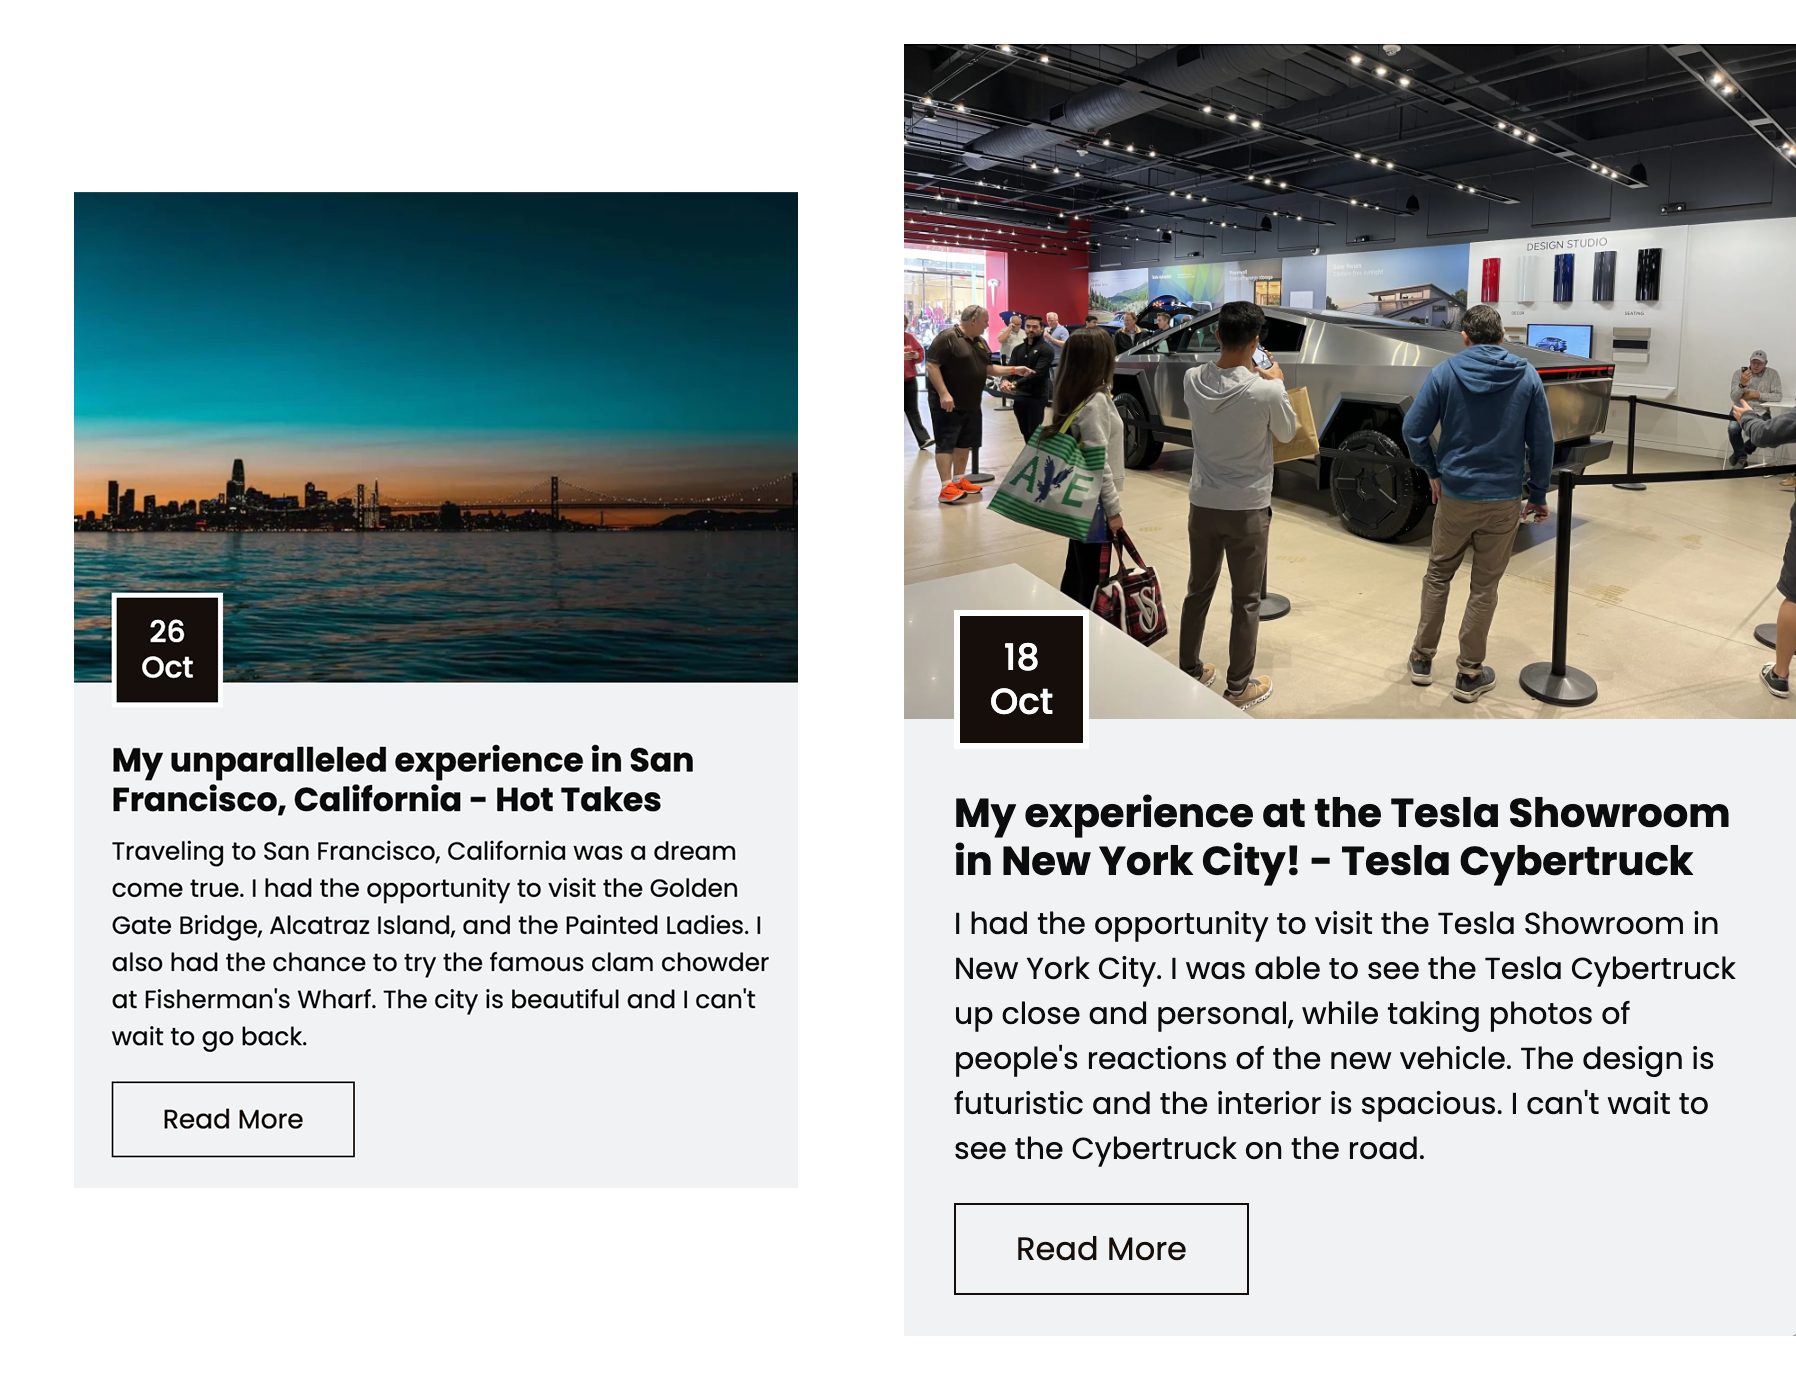 26
Oct
My unparalleled experience in San
Francisco, California - Hot Takes
Traveling to San Francisco, California was a dream
come true. I had the opportunity to visit the Golden
Gate Bridge, Alcatraz Island, and the Painted Ladies. I
also had the chance to try the famous clam chowder
at Fisherman's Wharf. The city is beautiful and I can't
wait to go back.
Read More
DESIGN STUDIO
DECOR
SEATING
A E
18
Oct
My experience at the Tesla Showroom
in New York City! - Tesla Cybertruck
I had the opportunity to visit the Tesla Showroom in
New York City. I was able to see the Tesla Cybertruck
up close and personal, while taking photos of
people's reactions of the new vehicle. The design is
futuristic and the interior is spacious. I can't wait to
see the Cybertruck on the road.
Read More